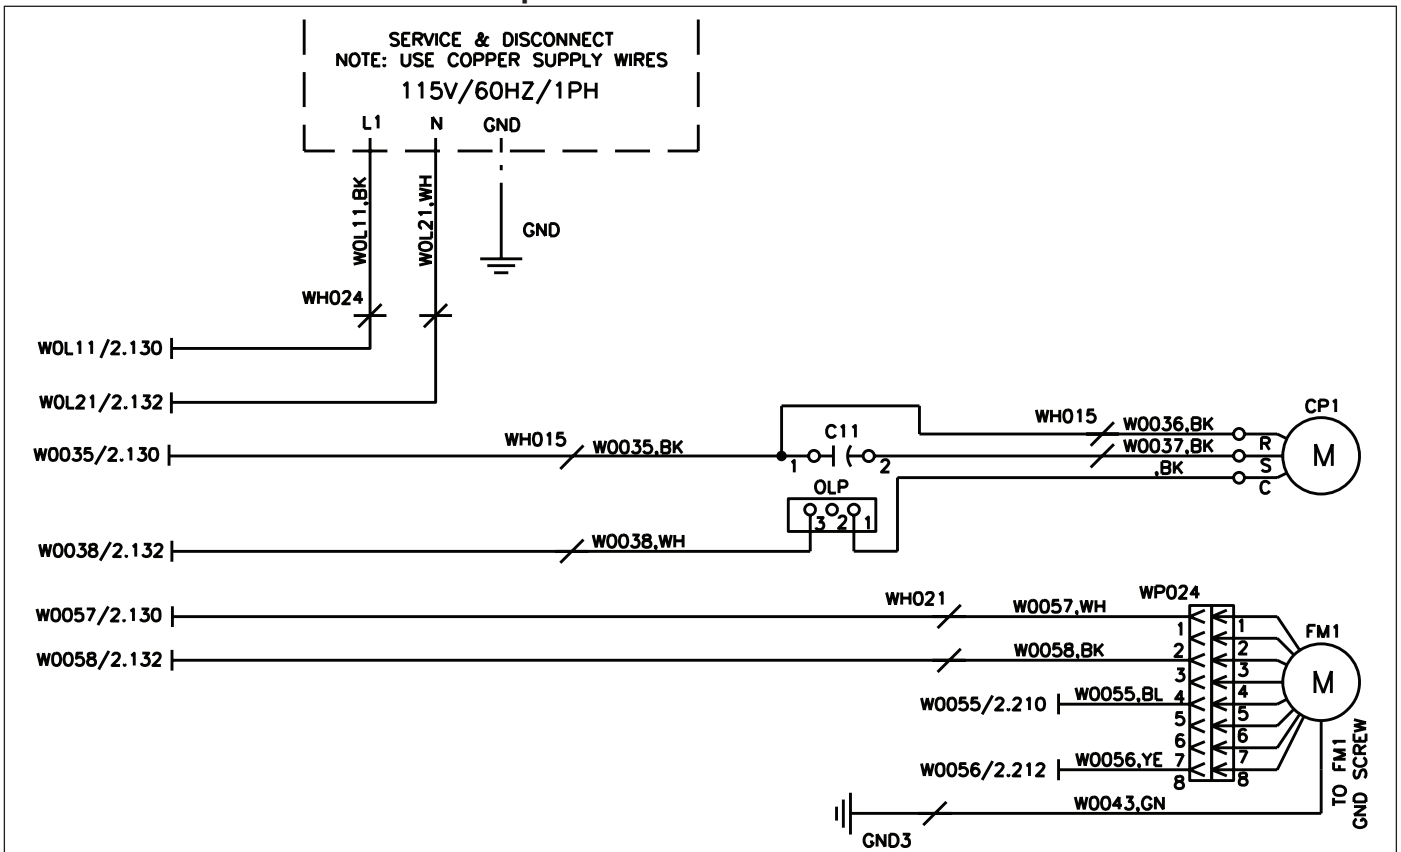 SERVICE & DISCONNECT
NOTE: USE COPPER SUPPLY WIRES
115V/60HZ/1PH
L1 N GND
W0L11,BK
W0L21,WH
GND
WH024
W0L11/2.130
W0L21/2.132
CP1
WH015 W0036,BK
C11
W0035/2.130 WH015 W0035,BK 1 2 W0037,BK R M
,BK S
OLP C
3 2 1
W0038/2.132 W0038,WH
WP024
W0057/2.130 WH021 W0057,WH 1 1
FM1
W0058/2.132 W0058,BK 2 2
3 3
M
W0055/2.210 W0055,BL 4 4
5 5
6 6
W0056/2.212 W0056,YE 7 7
8 8
TO FM1
GND SCREW
W0043,GN
GND3